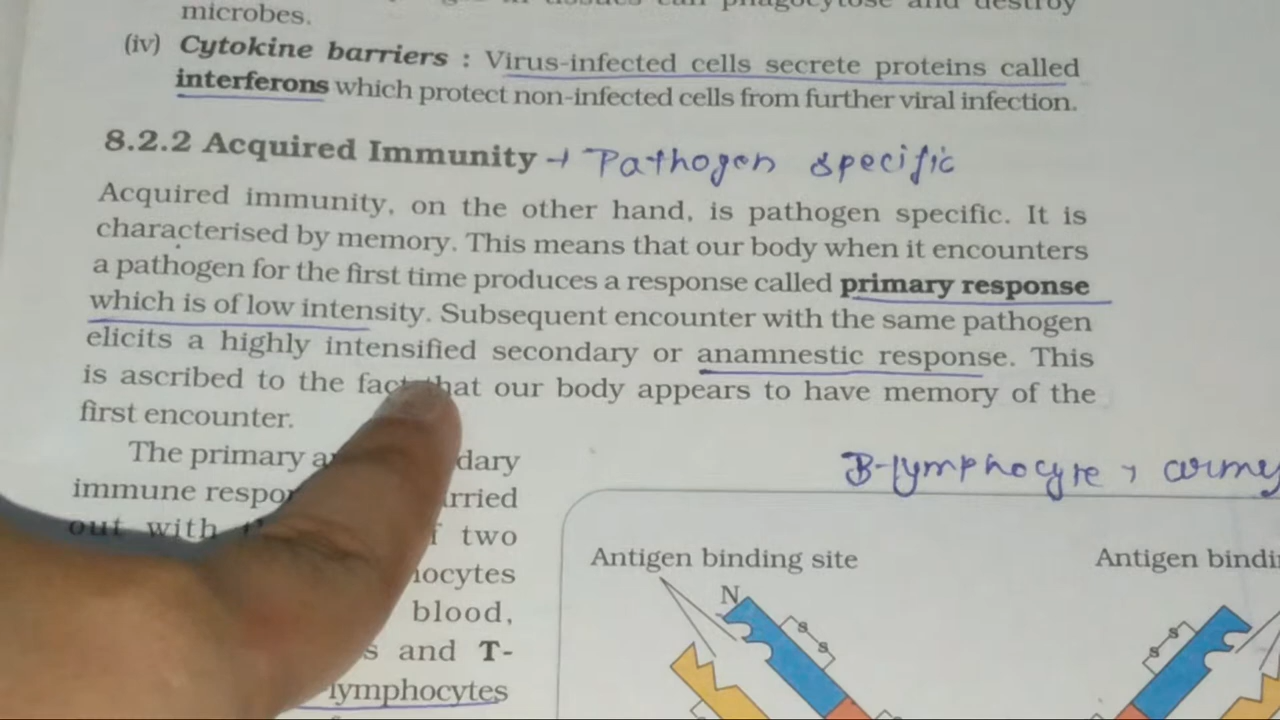 microbes.
(iv) Cytokine barriers : Virus-infected cells secrete proteins called
interferons which protect non-infected cells from further viral infection.
8.2.2 Acquired Immunity → Pathogen specific
Acquired immunity, on the other hand, is pathogen specific. It is
characterised by memory. This means that our body when it encounters
a pathogen for the first time produces a response called primary response
which is of low intensity. Subsequent encounter with the same pathogen
elicits a highly intensified secondary or anamnestic response. This
is ascribed to the fact that our body appears to have memory of the
first encounter.
The primary
immune
out with two
blood,
and T-
lymphocytes
B-lymphocyte, army
Antigen binding site
Antigen
N
s
s
s
s